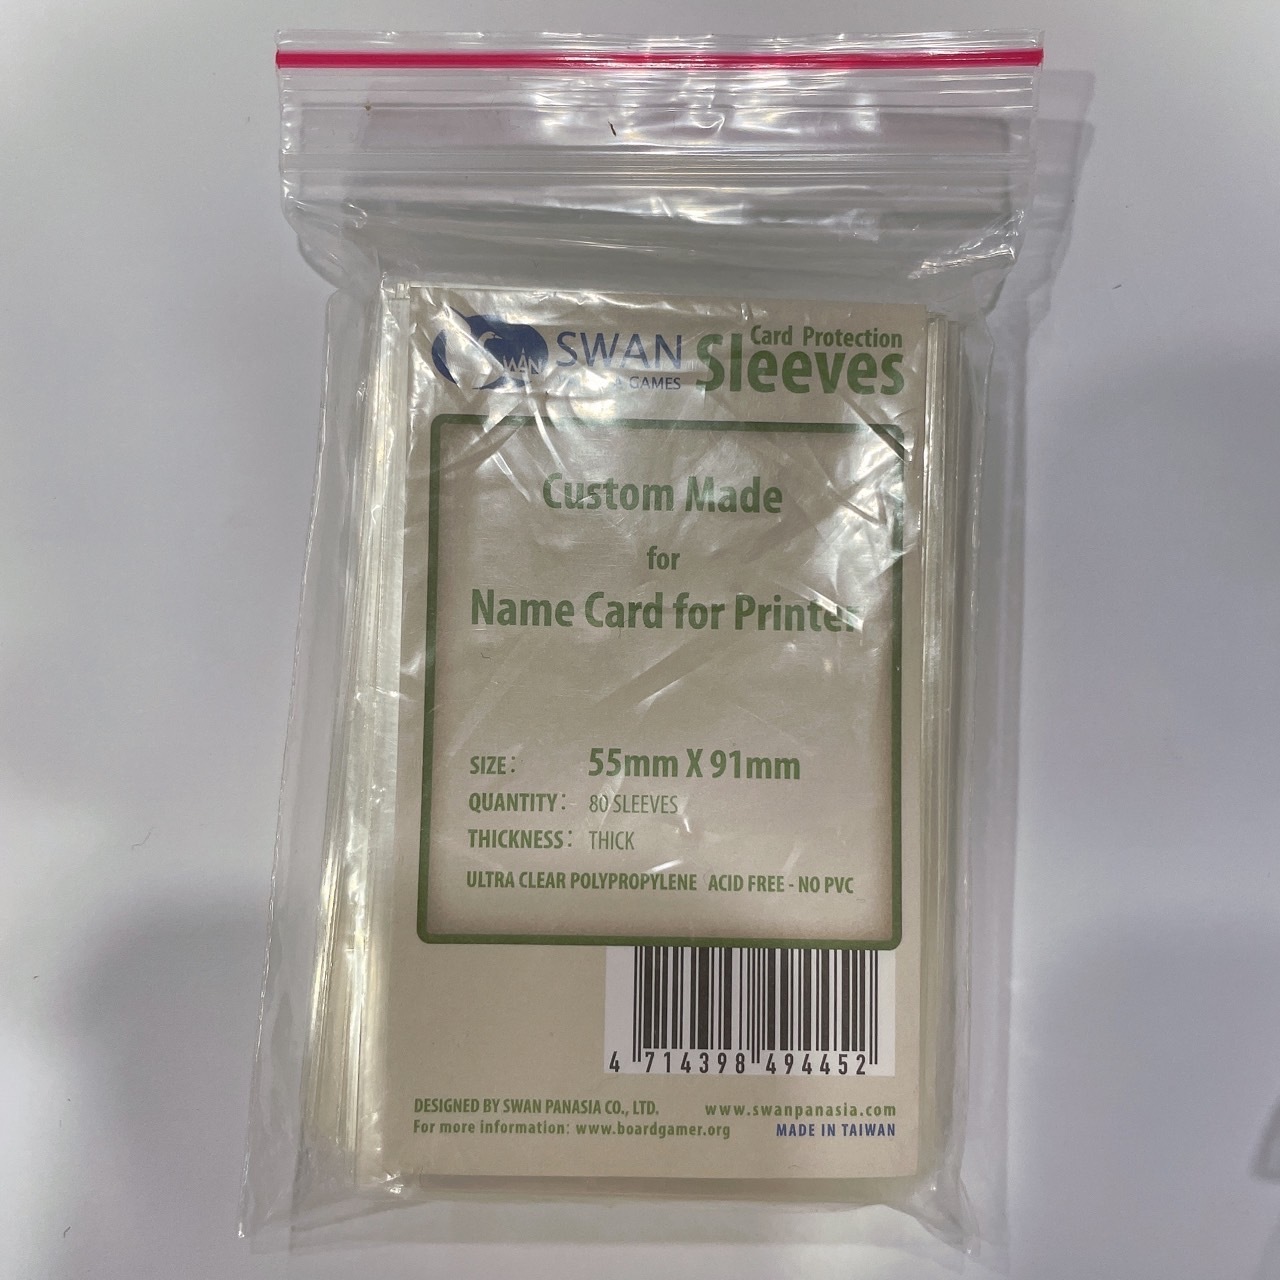 SWAN
SWAN
GAMES
Card Protection
Sleeves
Custom Made
for
Name Card for Printer
SIZE: 55mm X 91mm
QUANTITY: 80 SLEEVES
THICKNESS: THICK
ULTRA CLEAR POLYPROPYLENE ACID FREE - NO PVC
4 714398 494452
DESIGNED BY SWAN PANASIA CO., LTD. www.swanpanasia.com
For more information: www.boardgamer.org MADE IN TAIWAN